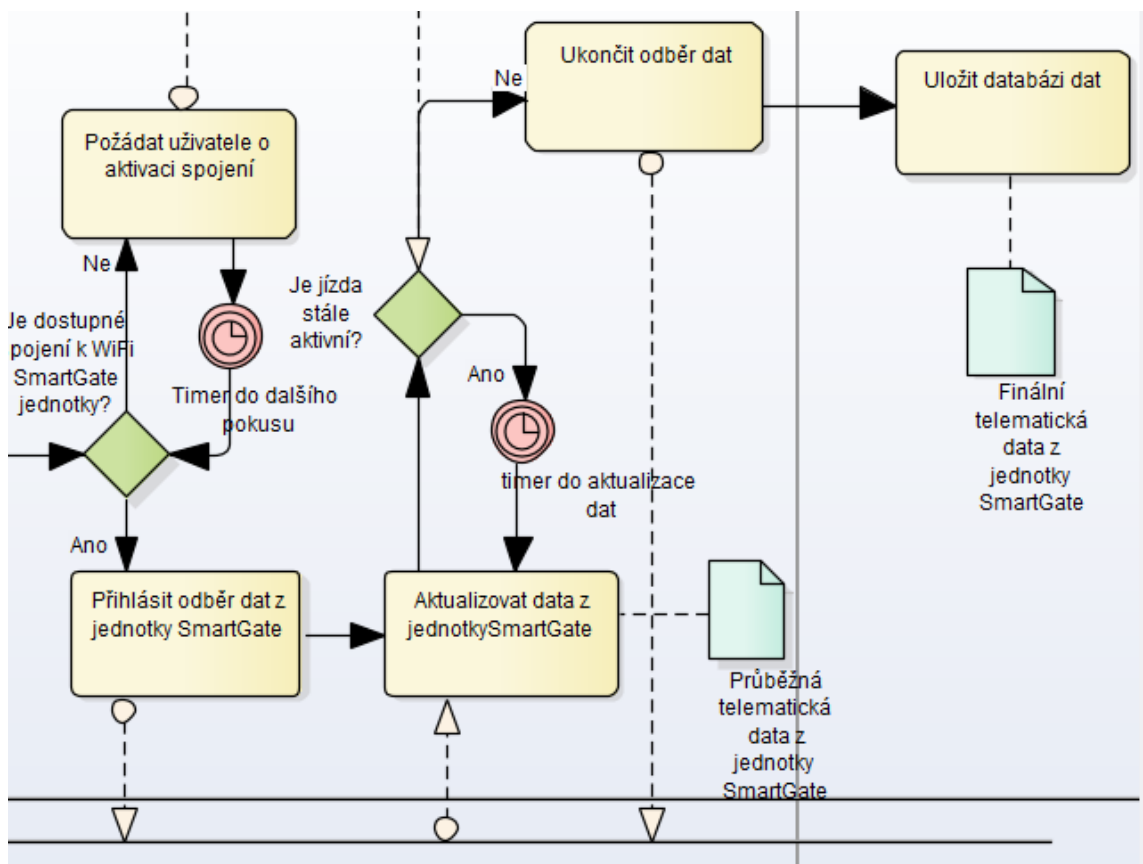 Ukončit odběr dat
Ne
Uložit databázi dat
Požádat uživatele o
aktivaci spojení
Ne
Je jízda
stále
aktivní?
Je dostupné
pojení k WiFi
SmartGate
jednotky?
Ano
Timer do dalšího
pokusu
Finální
telematická
data z
jednotky
SmartGate
timer do aktualizace
dat
Ano
Přihlásit odběr dat z
jednotky SmartGate
Aktualizovat data z
jednotkySmartGate
Průběžná
telematická
data z
jednotky
SmartGate